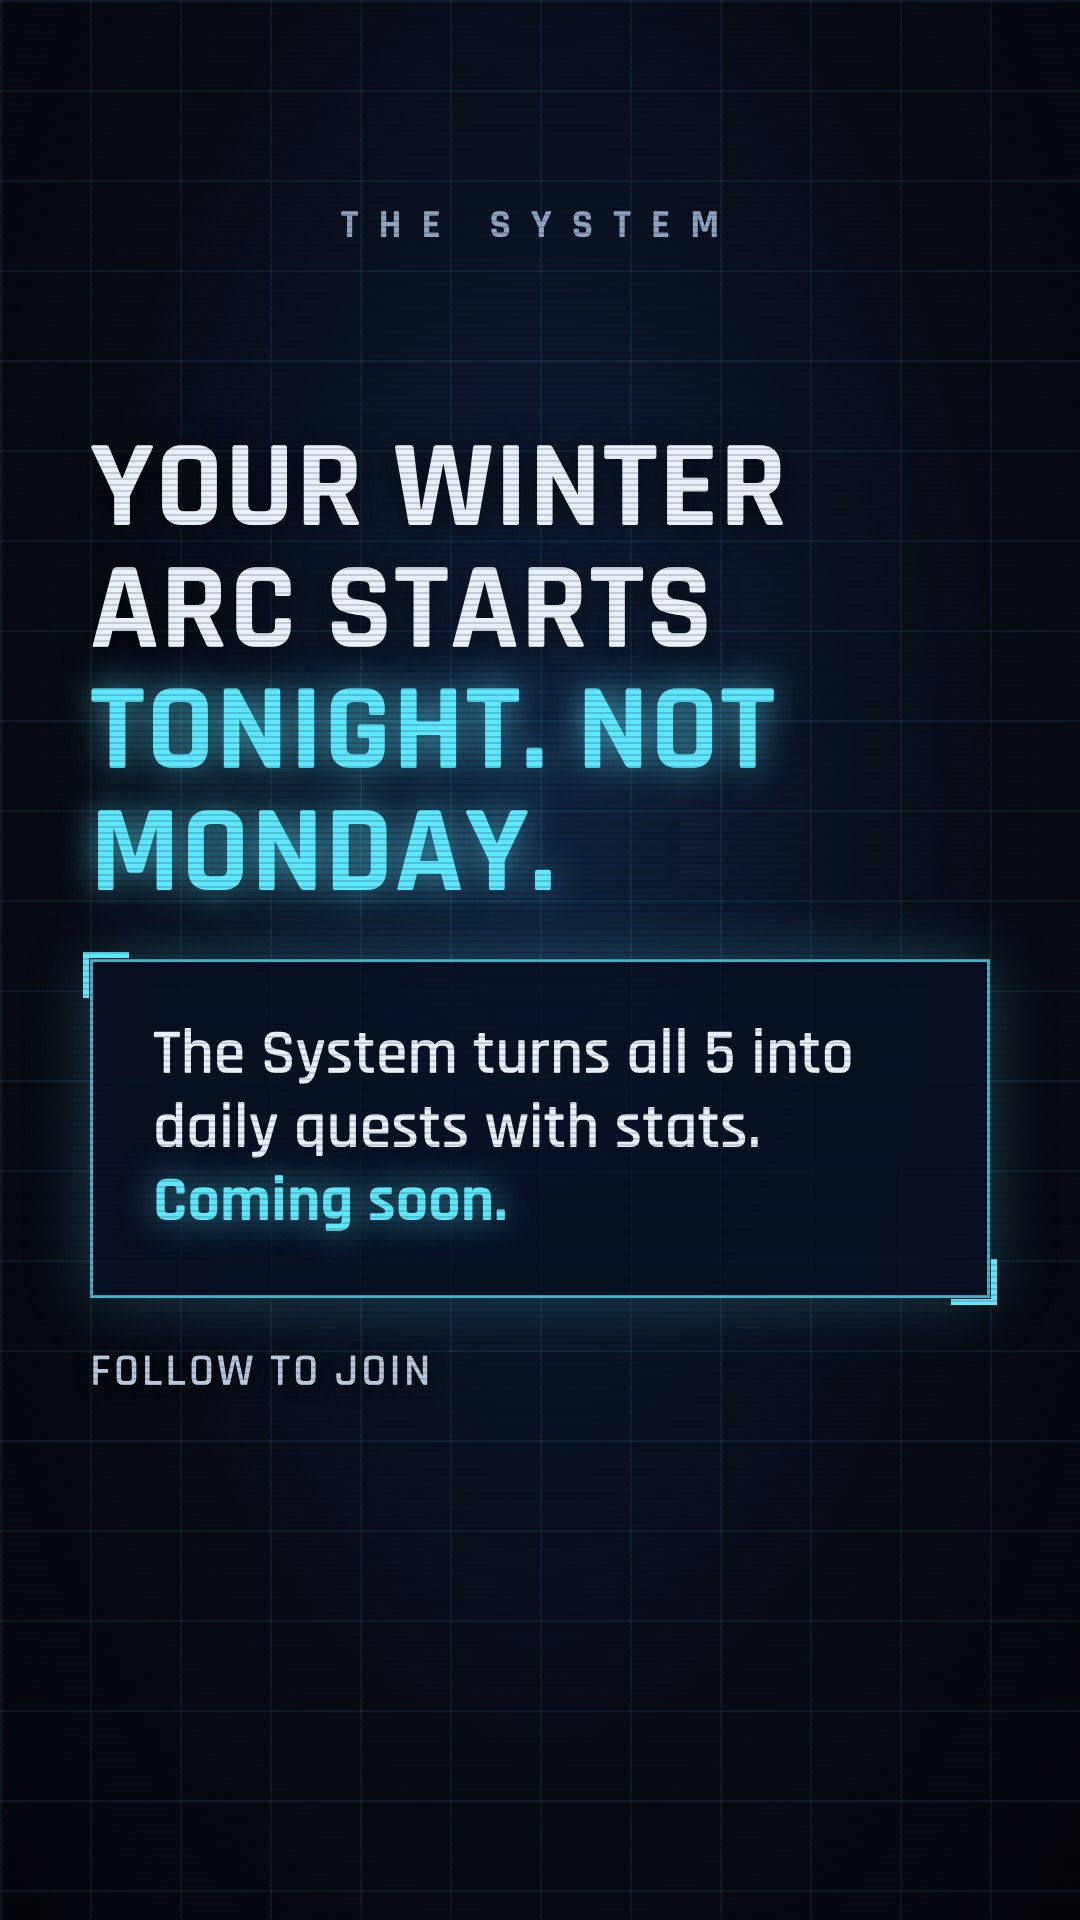 THE SYSTEM
YOUR WINTER
ARC STARTS
TONIGHT. NOT
MONDAY.
The System turns all 5 into
daily quests with stats.
Coming soon.
FOLLOW TO JOIN